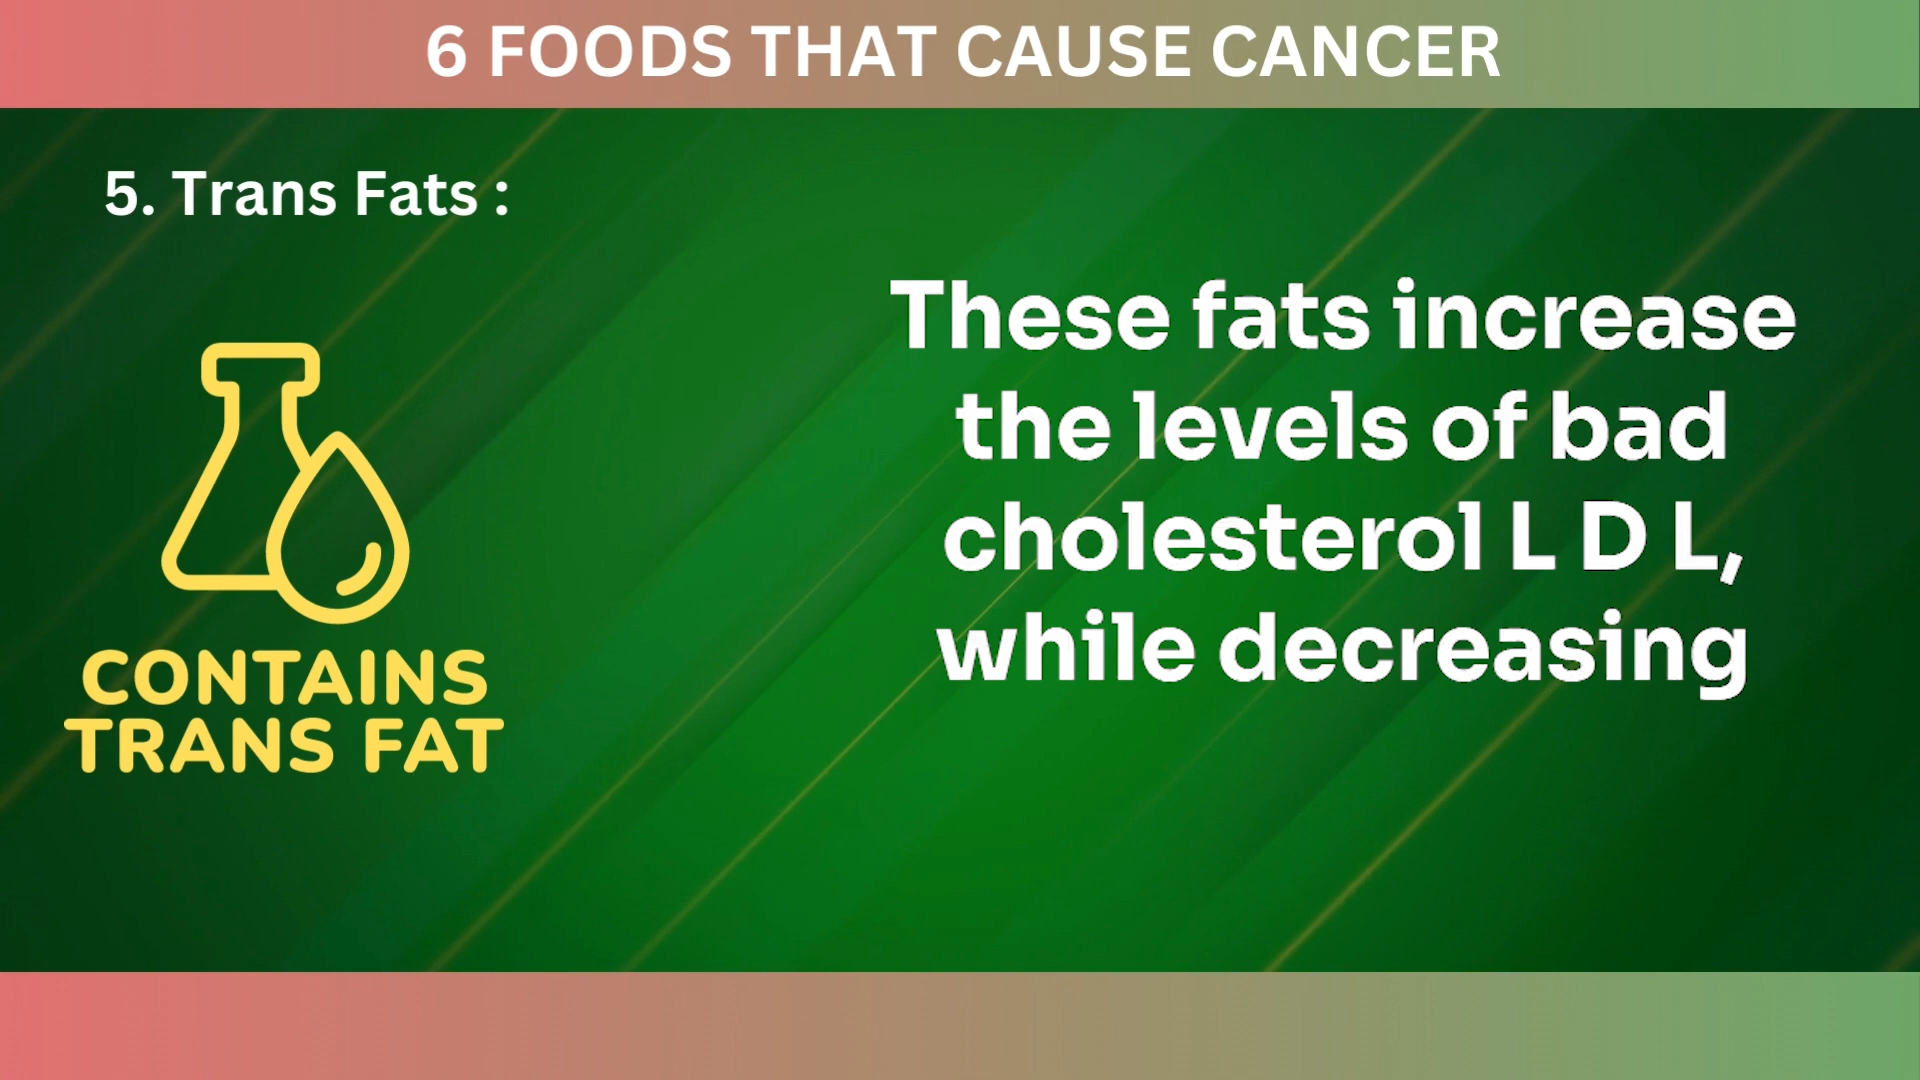 6 FOODS THAT CAUSE CANCER
5. Trans Fats :
These fats increase
the levels of bad
cholesterol L D L,
while decreasing
CONTAINS
TRANS FAT